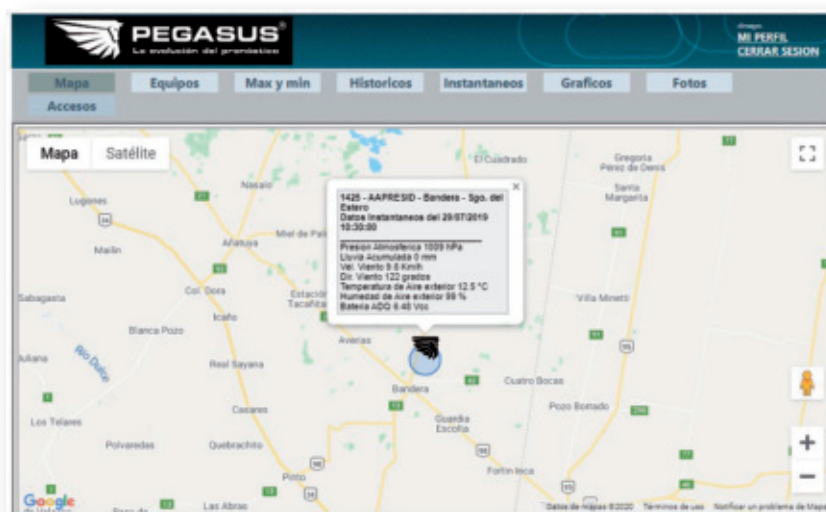 PEGASUS®
La evolución del pronóstico
MI PERFIL
CERRAR SESION
Mapa
Equipos
Max y min
Historicos
Instantaneos
Graficos
Fotos
Accesos
Mapa
Satélite
El Cuadrado
Gregoria
Pérez de Denis
Santa
Margarita
Nasalo
Lugones
Añatuya
Miel de Palo
Mallín
1425 - AAPRESID - Bandera - Sgo. del
Estero
Datos Instantaneos del 29/07/2019
10:30:00
Presion Atmosferica 1009 hPa
Lluvia Acumulada 0 mm
Vel. Viento 9.6 Km/h
Dir. Viento 122 grados
Temperatura de Aire exterior 12.5 °C
Humedad de Aire exterior 99 %
Bateria ADQ 6.48 Vcc
Sabagasta
Col. Dora
Estación
Tacañita
Villa Minetti
Icaño
Blanca Pozo
Averías
Juliana
Río Dulce
Real Sayana
Bandera
Cuatro
Bocas
Pozo Borrado
Casares
Los Telares
Guardia
Escolta
Polvaredas
Quebrachito
Pinto
Fortín Inca
Las Abras
Google
Datos de mapas ©2020
Términos de uso
Notificar un problema de Maps